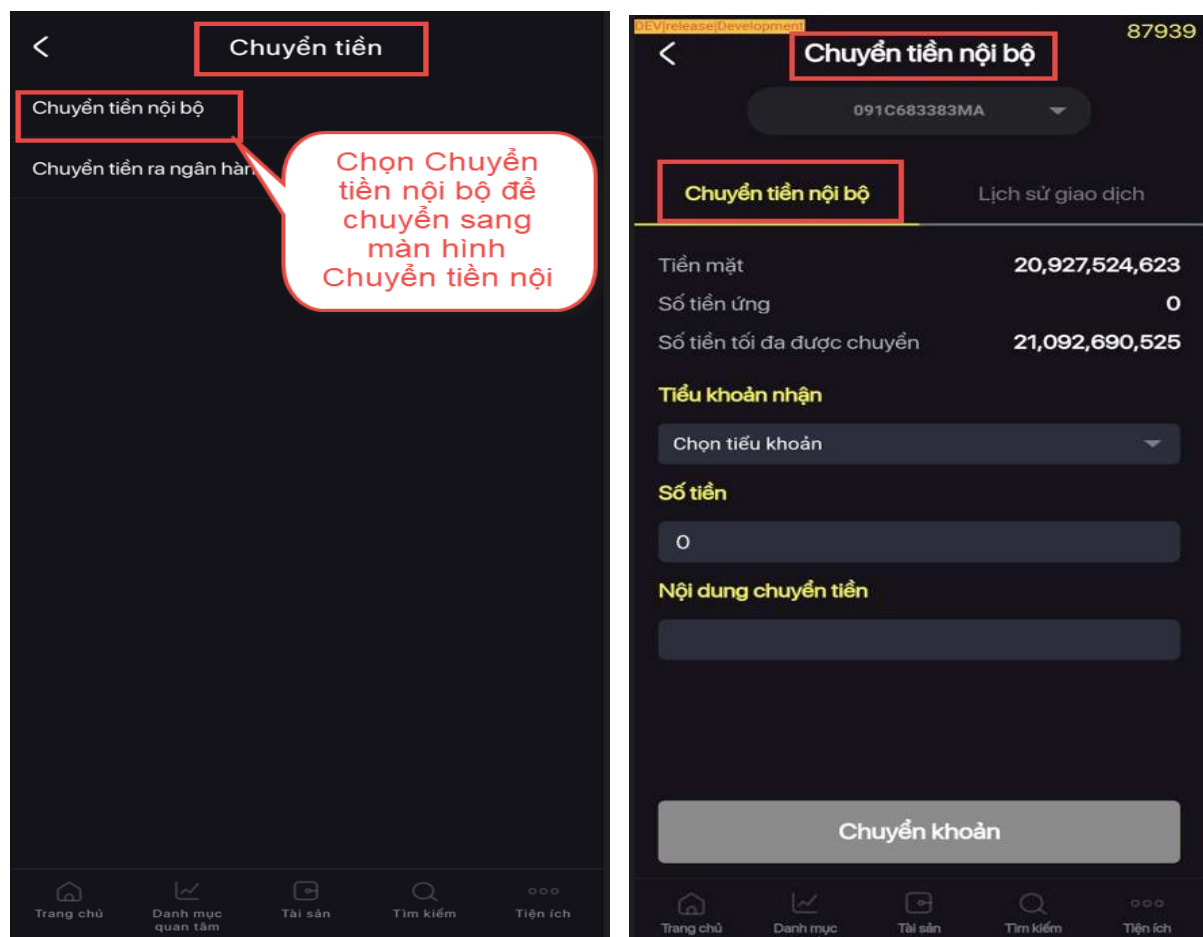 Chuyển tiền
Chuyển tiền nội bộ
Chuyển tiền ra ngân hàn
Chọn Chuyển
tiền nội bộ để
chuyển sang
màn hình
Chuyển tiền nội
Trang chủ
Danh mục
quan tâm
Tài sản
Tìm kiếm
Tiện ích
DEV|release|Development
87939
Chuyển tiền nội bộ
091C683383MA
Chuyển tiền nội bộ
Lịch sử giao dịch
Tiền mặt 20,927,524,623
Số tiền ứng 0
Số tiền tối đa được chuyển 21,092,690,525
Tiểu khoản nhận
Chọn tiểu khoản
Số tiền
0
Nội dung chuyển tiền
Chuyển khoản
Trang chủ
Danh mục
Tài sản
Tìm kiếm
Tiện ích